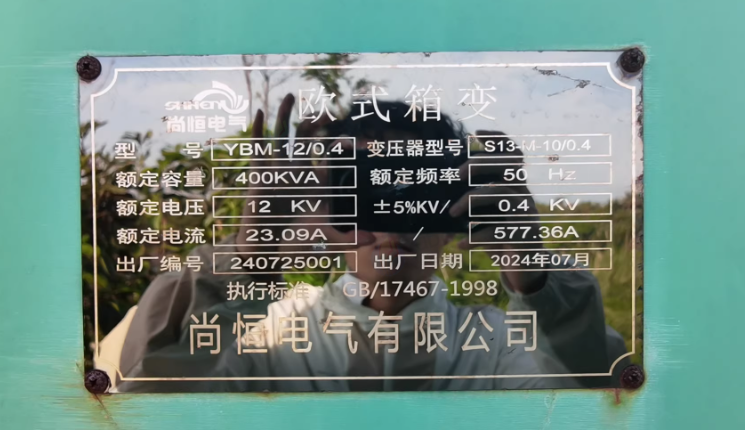 SHHENV
尚恒电气
欧式箱变
型 号 YBM-12/0.4 变压器型号 S13-M-10/0.4
额定容量 400KVA 额定频率 50 Hz
额定电压 12 KV ±5%KV/ 0.4 KV
额定电流 23.09A / 577.36A
出厂编号 240725001 出厂日期 2024年07月
执行标准 GB/17467-1998
尚恒电气有限公司